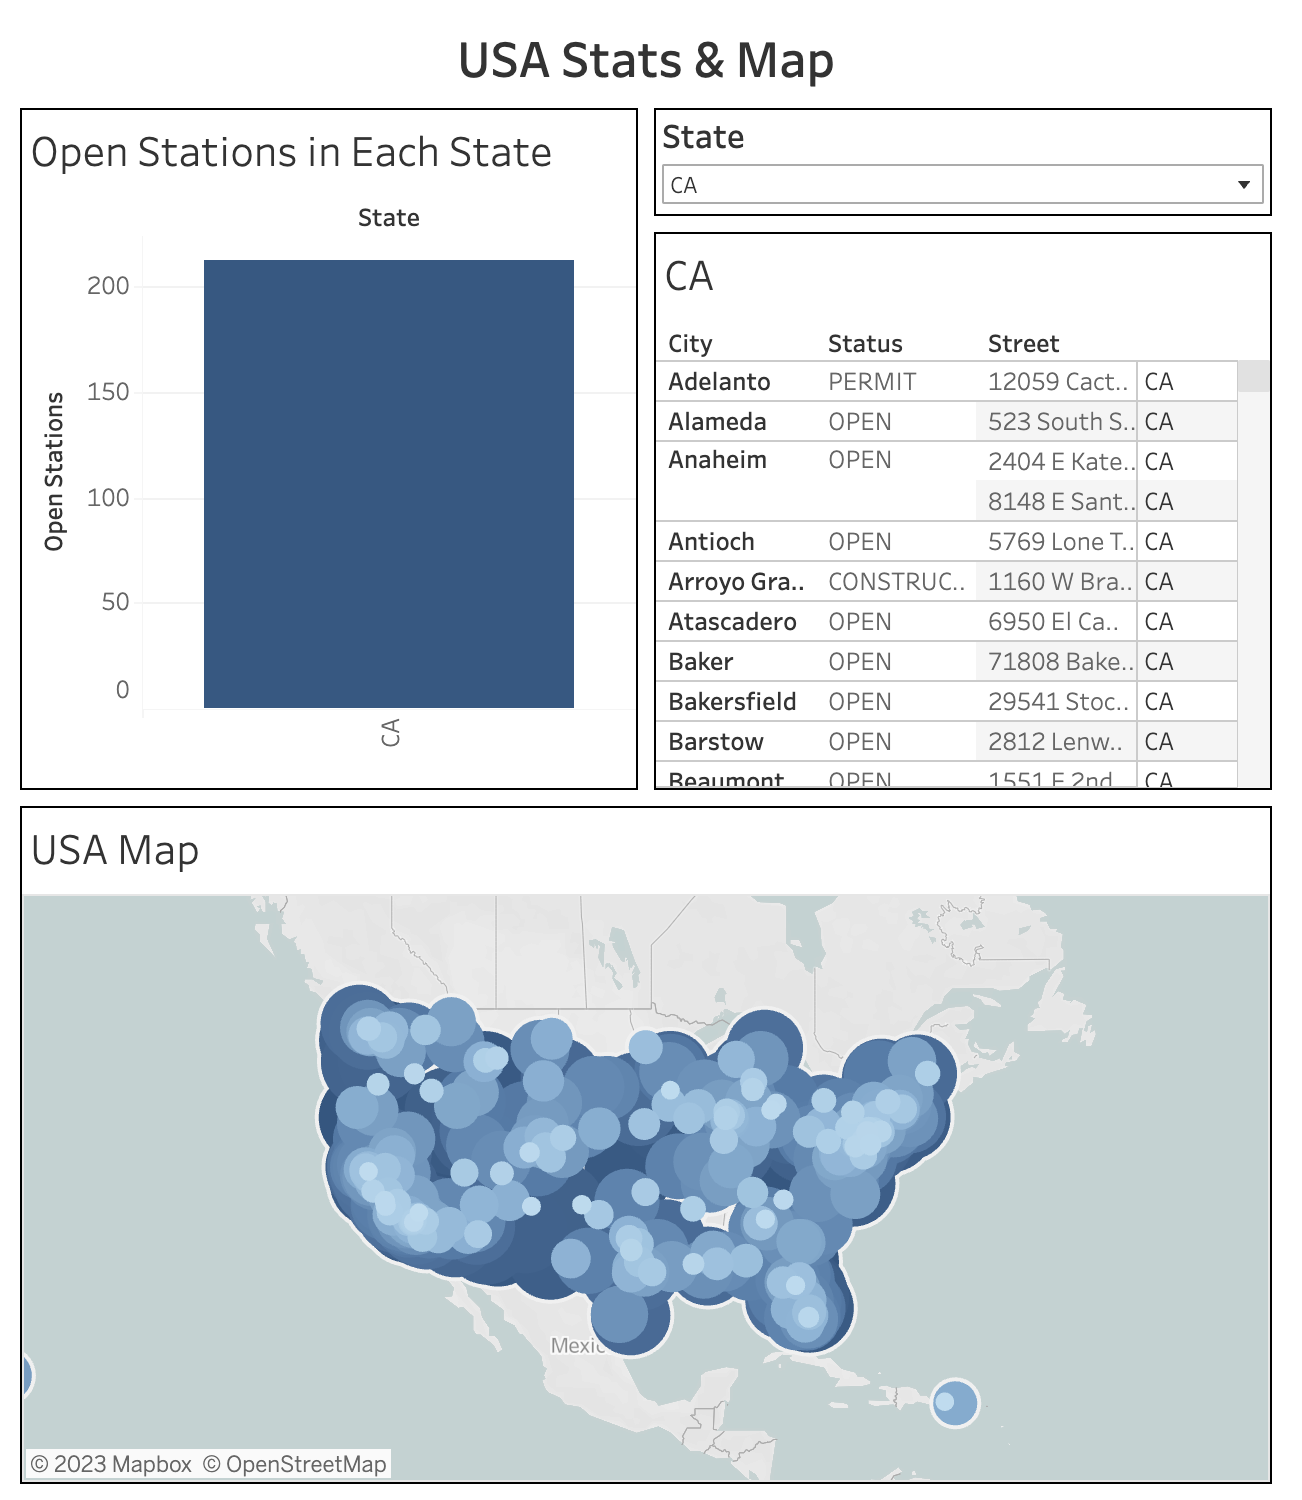 USA Stats & Map
Open Stations in Each State
State
Open Stations
200
150
100
50
0
CA
State
CA
CA
City Status Street
Adelanto PERMIT 12059 Cact.. CA
Alameda OPEN 523 South S.. CA
Anaheim OPEN 2404 E Kate.. CA
8148 E Sant.. CA
Antioch OPEN 5769 Lone T.. CA
Arroyo Gra.. CONSTRUC.. 1160 W Bra.. CA
Atascadero OPEN 6950 El Ca.. CA
Baker OPEN 71808 Bake.. CA
Bakersfield OPEN 29541 Stoc.. CA
Barstow OPEN 2812 Lenw.. CA
Beaumont OPEN 1551 E 2nd CA
USA Map
Mexic
© 2023 Mapbox © OpenStreetMap